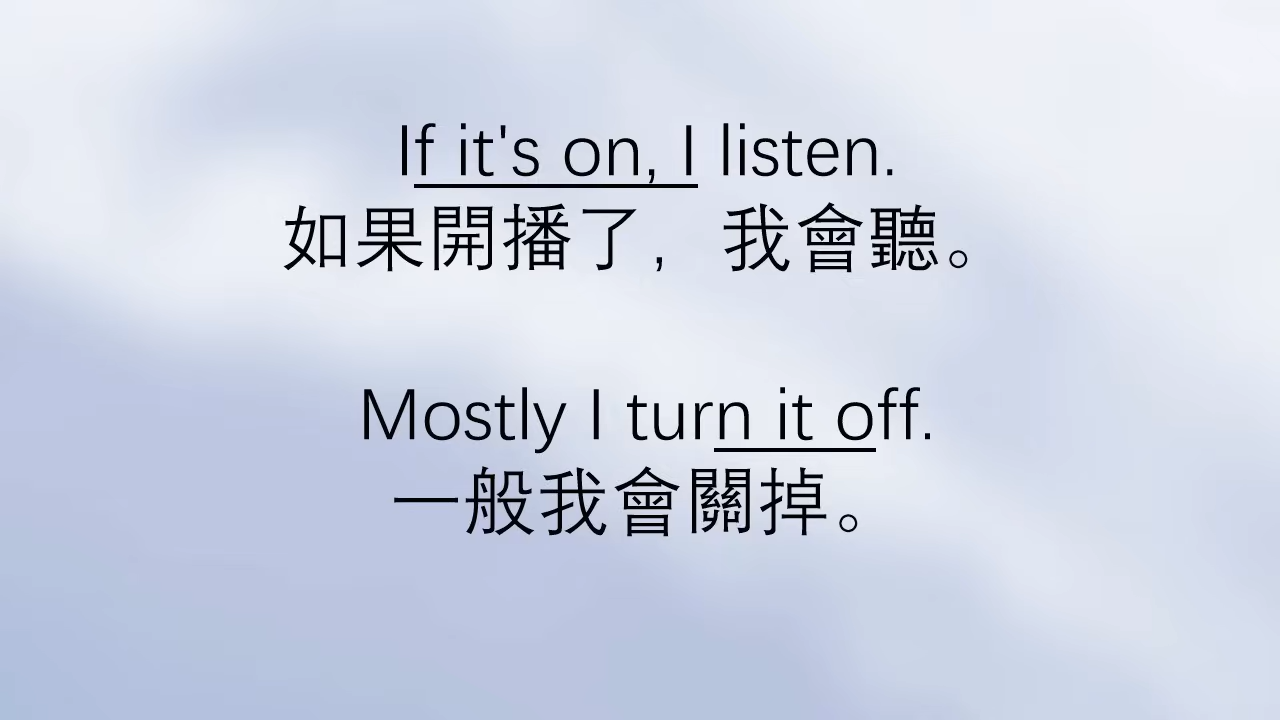 If it's on, I listen.
如果開播了，我會聽。
Mostly I turn it off.
一般我會關掉。